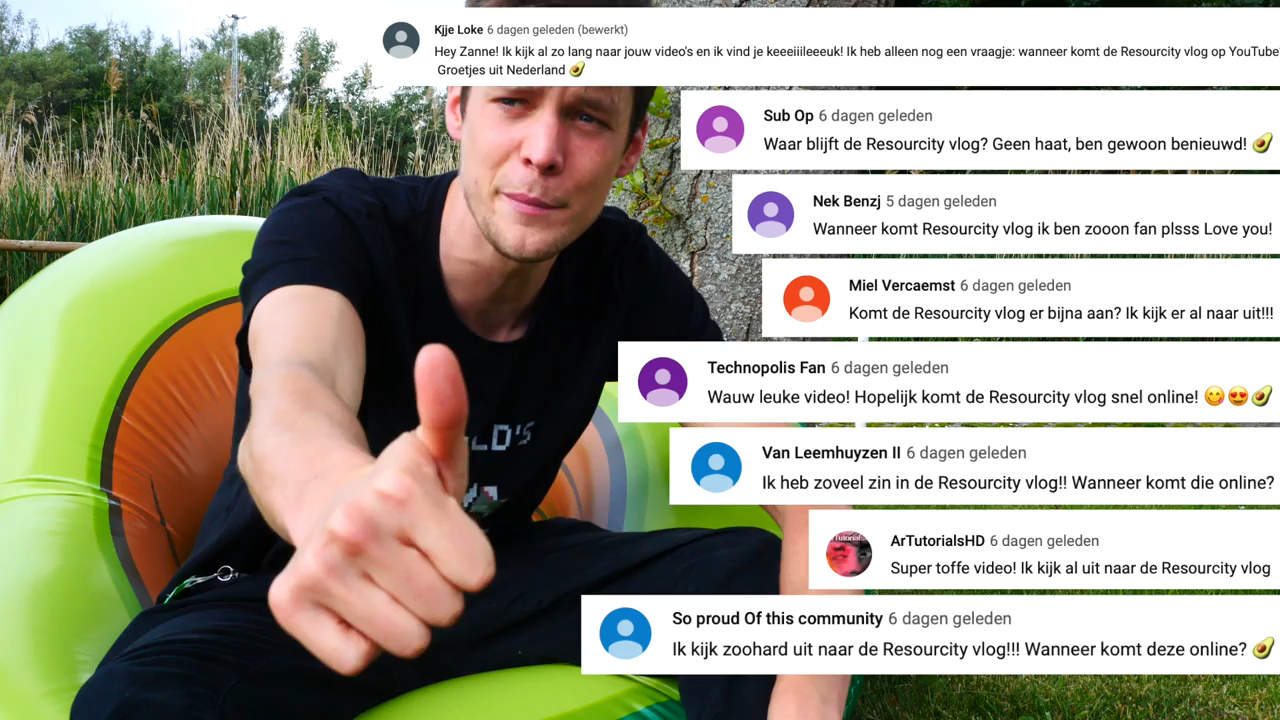 Kjje Loke 6 dagen geleden (bewerkt)
Hey Zanne! Ik kijk al zo lang naar jouw video's en ik vind je keeeiiileeeuk! Ik heb alleen nog een vraagje: wanneer komt de Resourcity vlog op YouTube
Groetjes uit Nederland 🥑
Sub Op 6 dagen geleden
Waar blijft de Resourcity vlog? Geen haat, ben gewoon benieuwd! 🥑
Nek Benzj 5 dagen geleden
Wanneer komt Resourcity vlog ik ben zooon fan plsss Love you!
Miel Vercaemst 6 dagen geleden
Komt de Resourcity vlog er bijna aan? Ik kijk er al naar uit!!!
Technopolis Fan 6 dagen geleden
Wauw leuke video! Hopelijk komt de Resourcity vlog snel online! 😋😍🥑
LD'S
Van Leemhuyzen II 6 dagen geleden
Ik heb zoveel zin in de Resourcity vlog!! Wanneer komt die online?
ArTutorialsHD 6 dagen geleden
Super toffe video! Ik kijk al uit naar de Resourcity vlog
So proud Of this community 6 dagen geleden
Ik kijk zoohard uit naar de Resourcity vlog!!! Wanneer komt deze online? 🥑